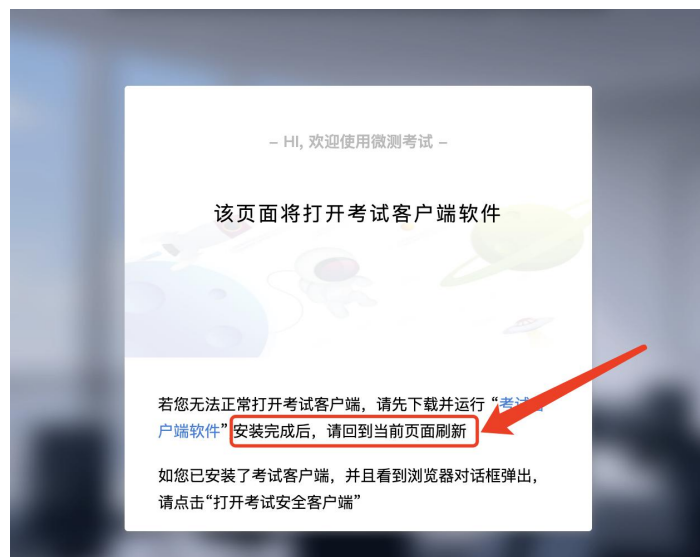 – HI, 欢迎使用微测考试 –
该页面将打开考试客户端软件
若您无法正常打开考试客户端，请先下载并运行 “考试客
户端软件” 安装完成后，请回到当前页面刷新
如您已安装了考试客户端，并且看到浏览器对话框弹出，
请点击“打开考试安全客户端”